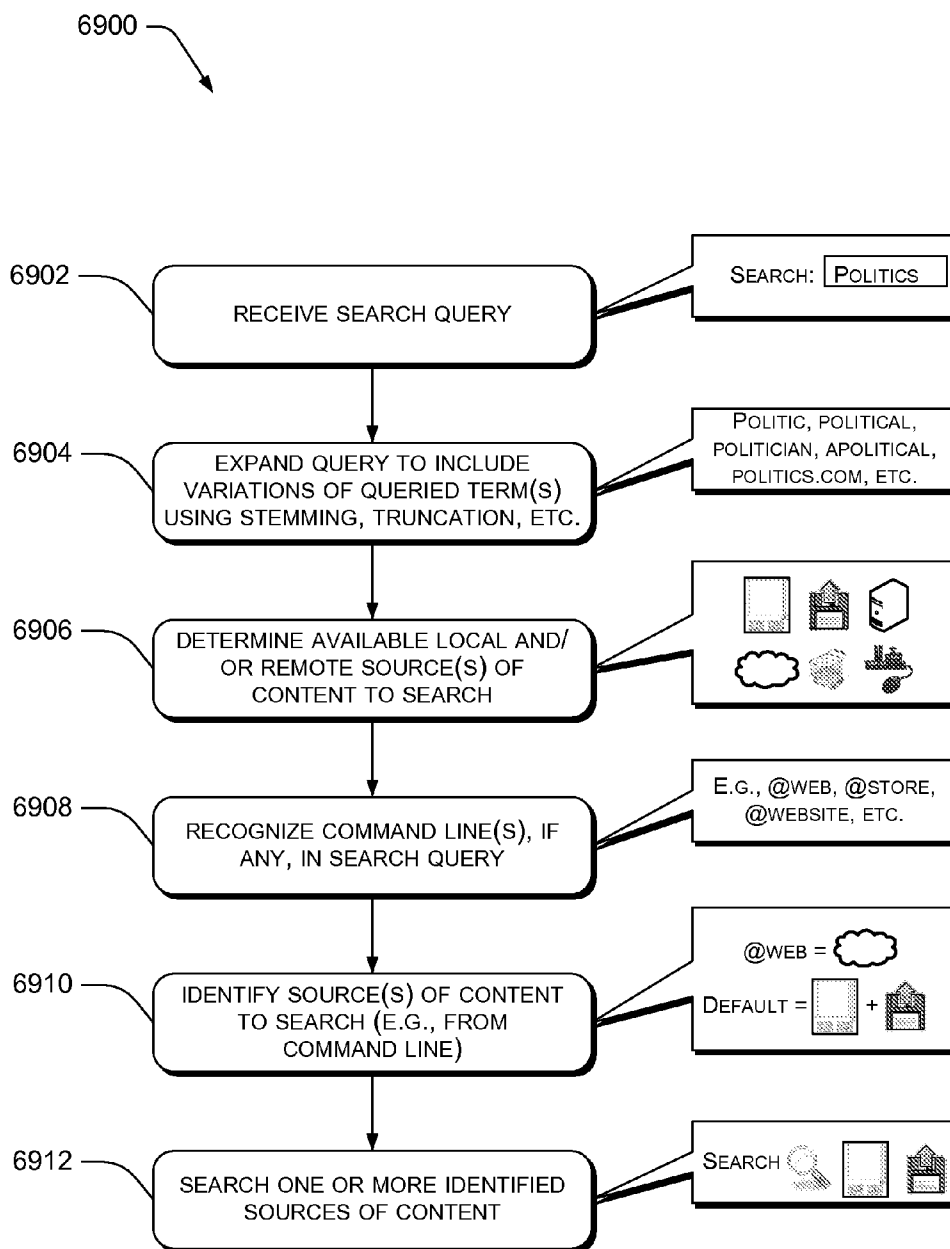 6900
6902
RECEIVE SEARCH QUERY
SEARCH: POLITICS
6904
EXPAND QUERY TO INCLUDE
VARIATIONS OF QUERIED TERM(S)
USING STEMMING, TRUNCATION, ETC.
POLITIC, POLITICAL,
POLITICIAN, APOLITICAL,
POLITICS.COM, ETC.
6906
DETERMINE AVAILABLE LOCAL AND/
OR REMOTE SOURCE(S) OF
CONTENT TO SEARCH
6908
RECOGNIZE COMMAND LINE(S), IF
ANY, IN SEARCH QUERY
E.G., @WEB, @STORE,
@WEBSITE, ETC.
6910
IDENTIFY SOURCE(S) OF CONTENT
TO SEARCH (E.G., FROM
COMMAND LINE)
@WEB =
DEFAULT = +
6912
SEARCH ONE OR MORE IDENTIFIED
SOURCES OF CONTENT
SEARCH